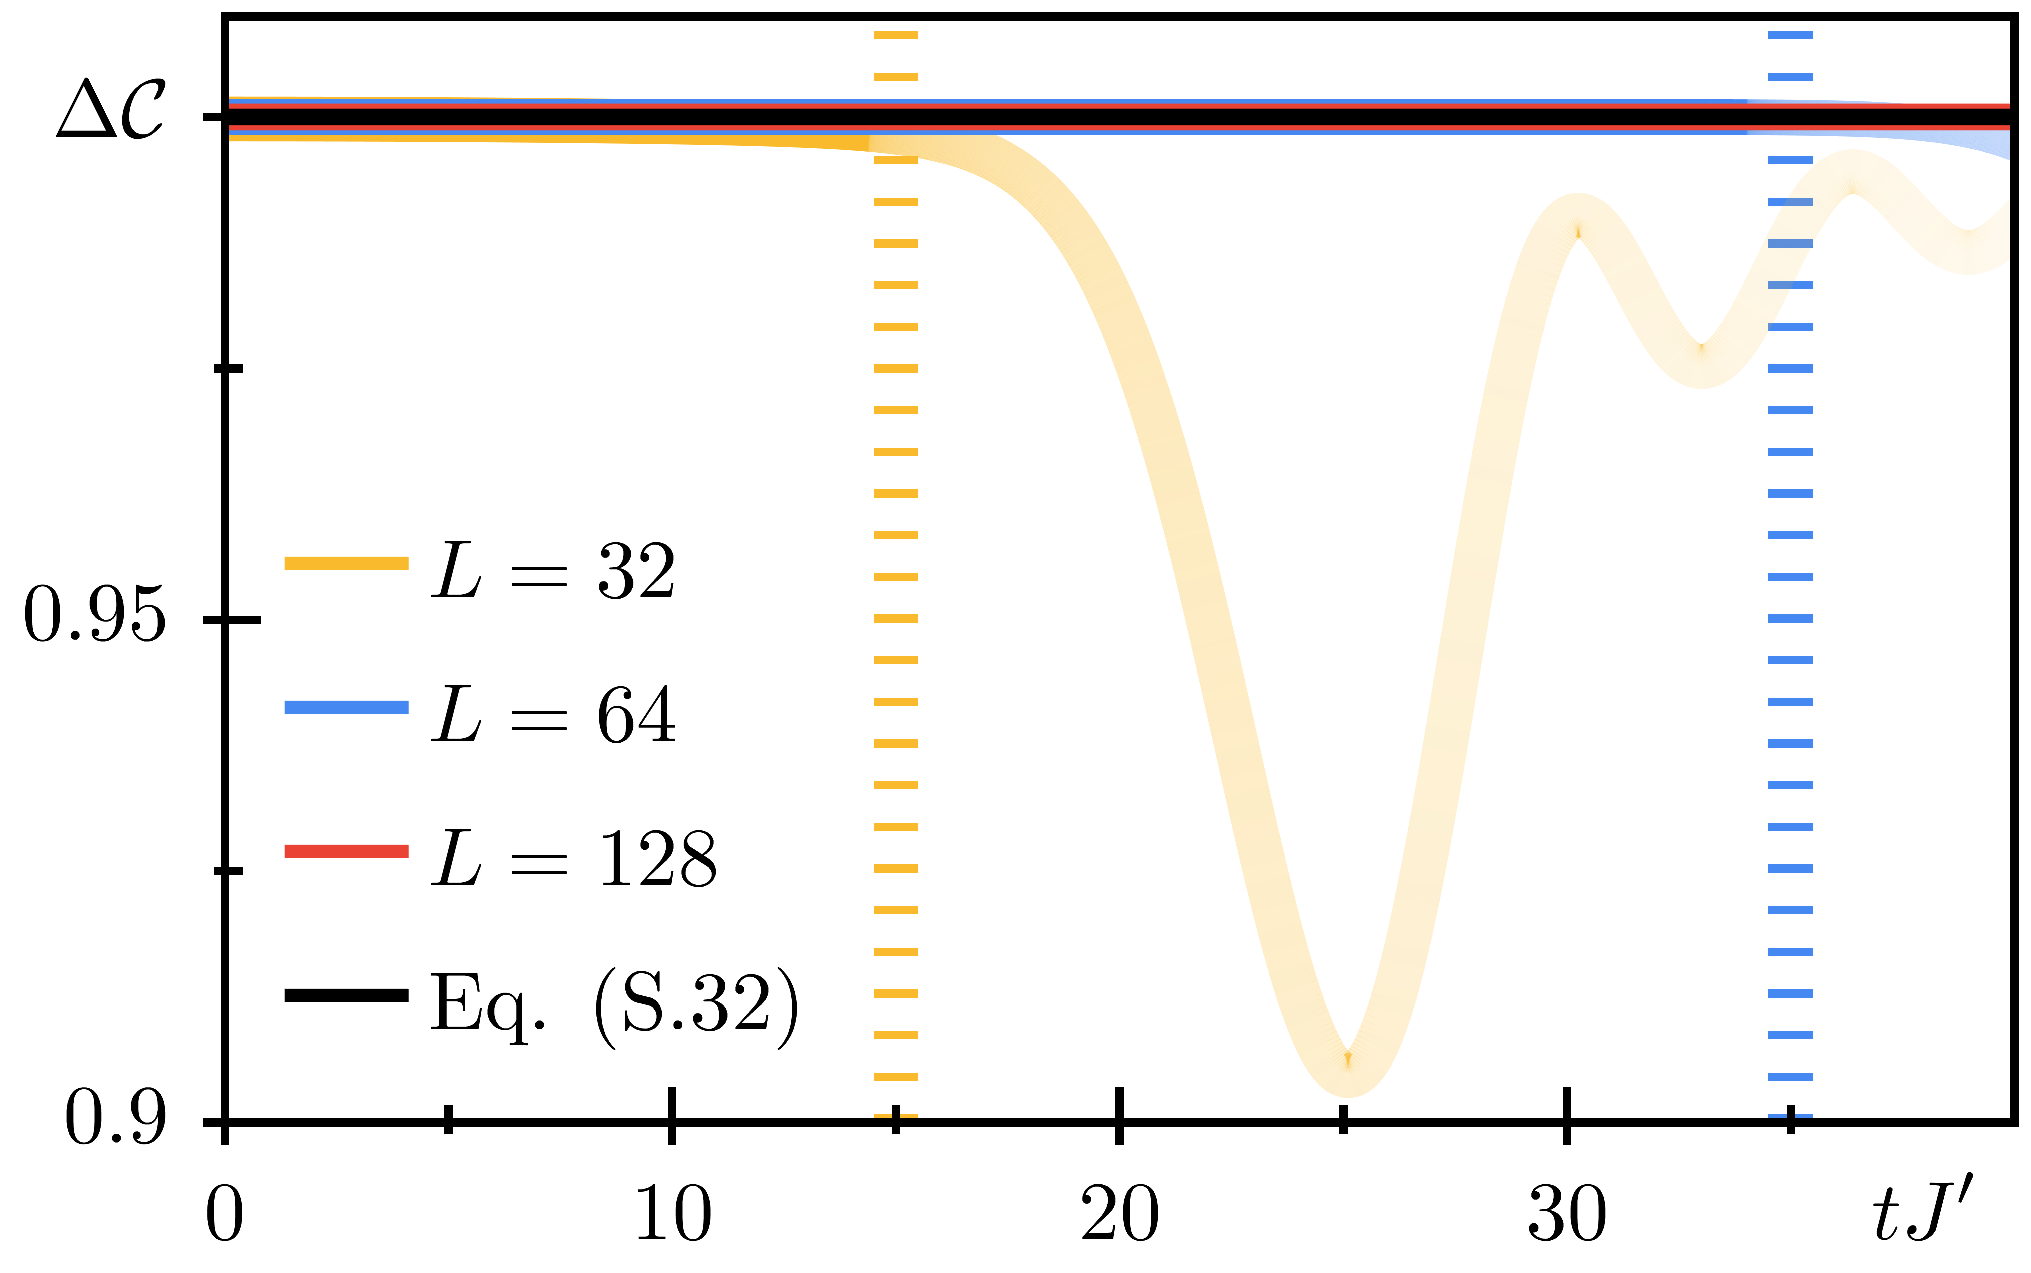 Δ𝒞
0.95
0.9
L = 32
L = 64
L = 128
Eq. (S.32)
0 10 20 30 tJ′